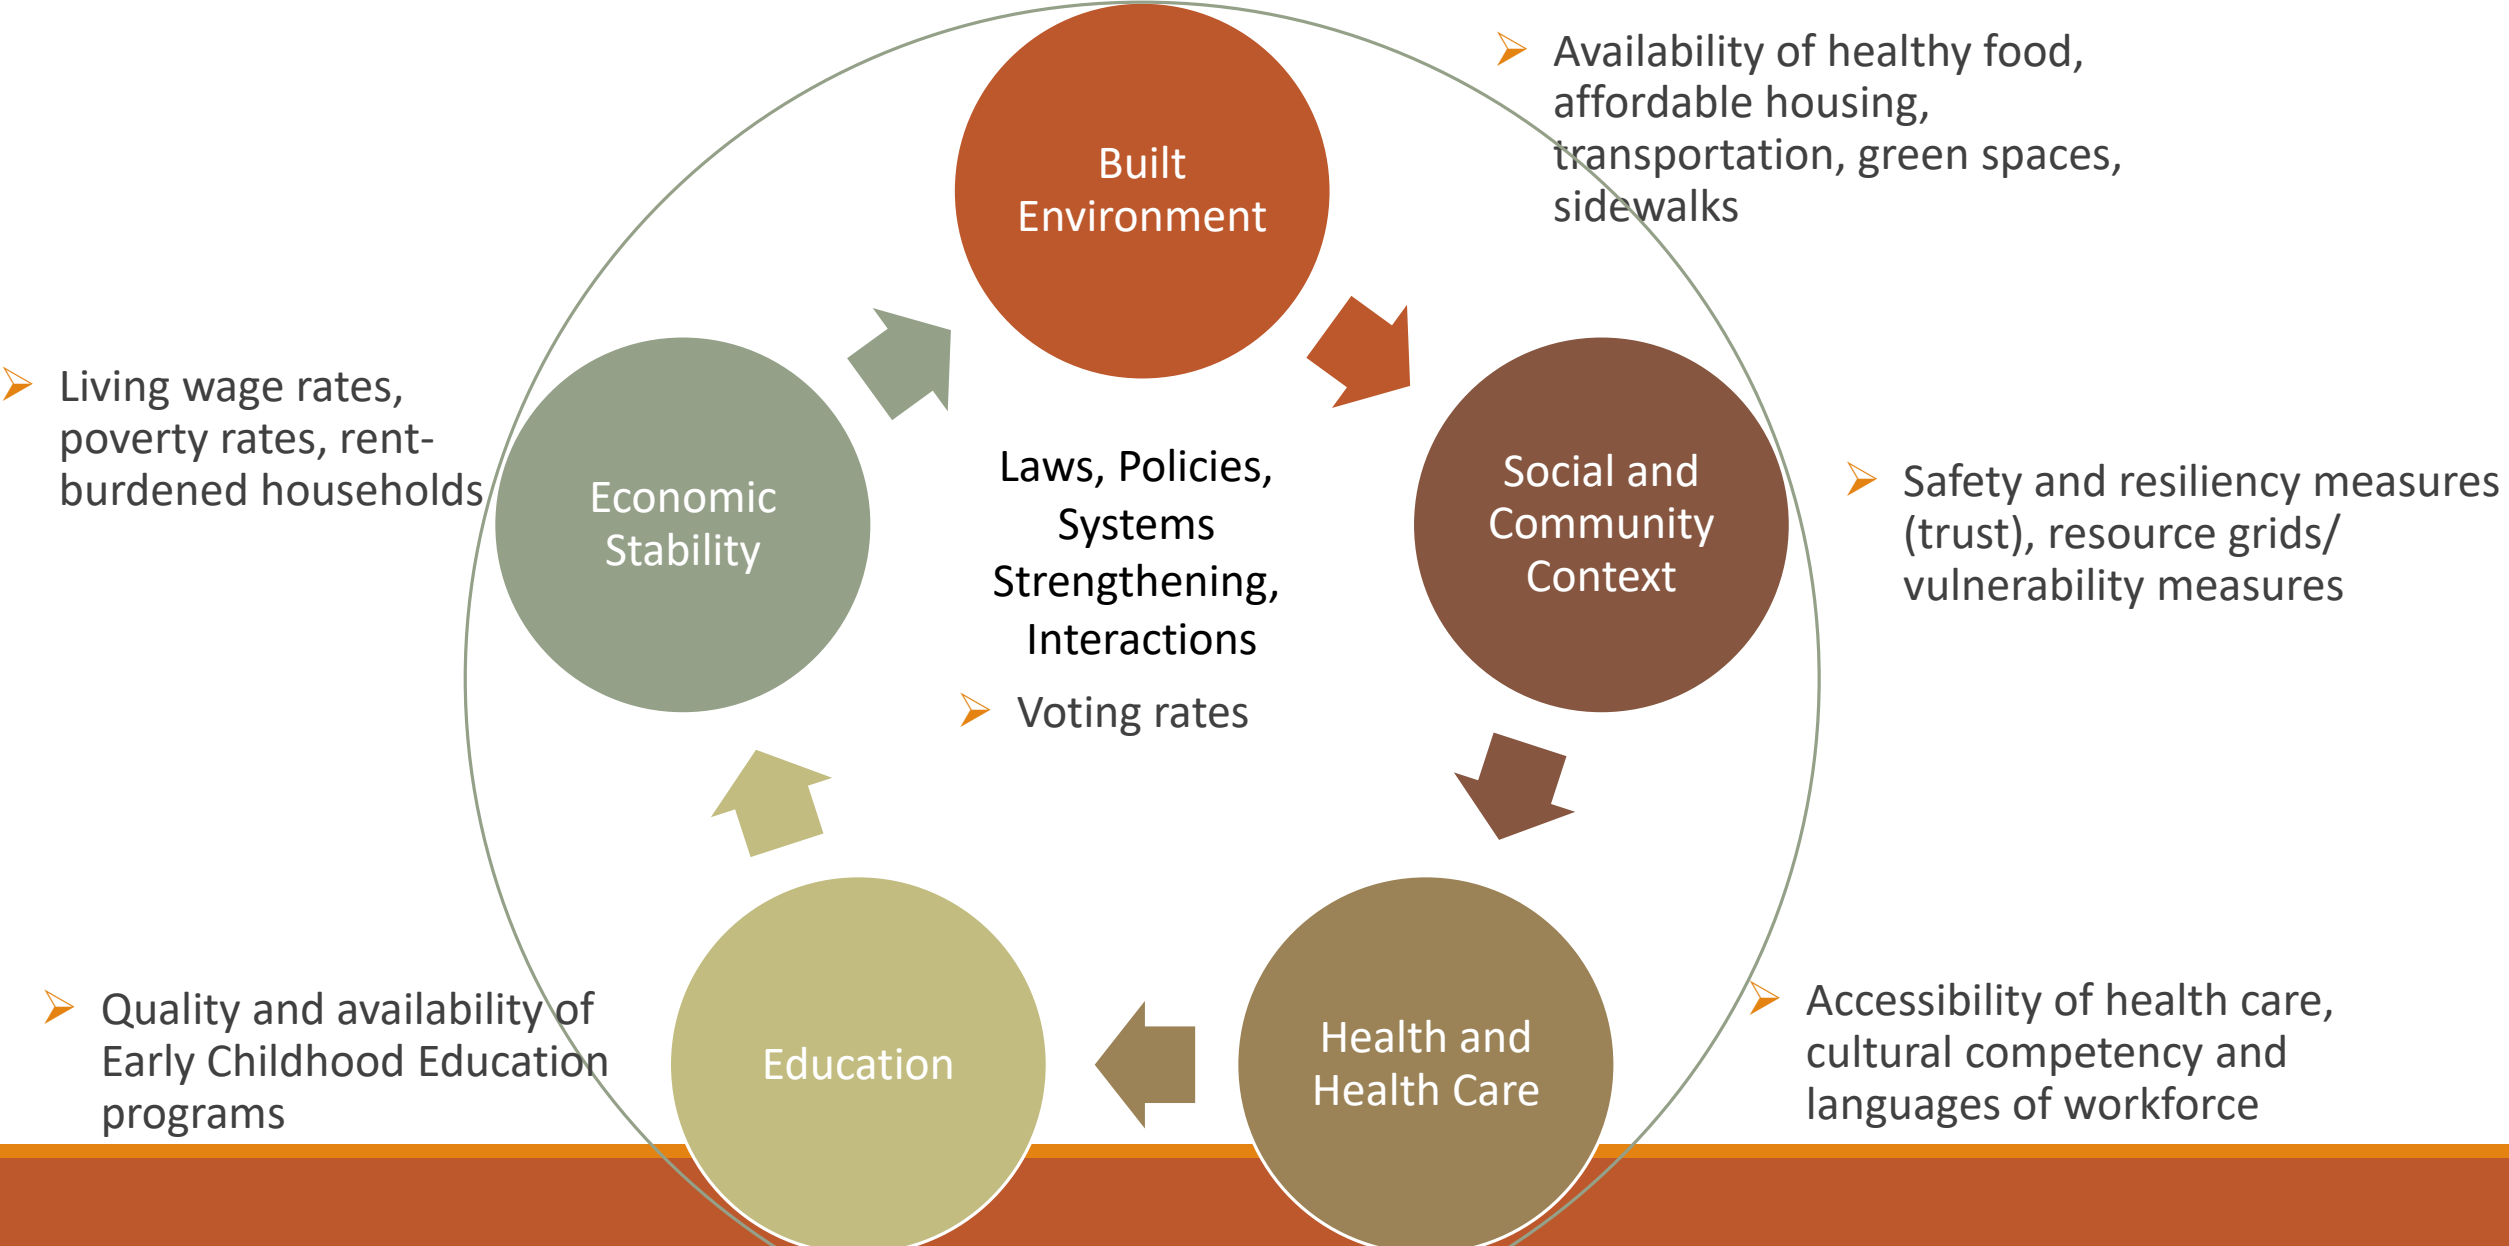 Built
Environment
Availability of healthy food,
affordable housing,
transportation, green spaces,
sidewalks
Social and
Community
Context
Safety and resiliency measures
(trust), resource grids/
vulnerability measures
Health and
Health Care
Accessibility of health care,
cultural competency and
languages of workforce
Education
Quality and availability of
Early Childhood Education
programs
Economic
Stability
Living wage rates,
poverty rates, rent-
burdened households
Laws, Policies,
Systems
Strengthening,
Interactions
Voting rates